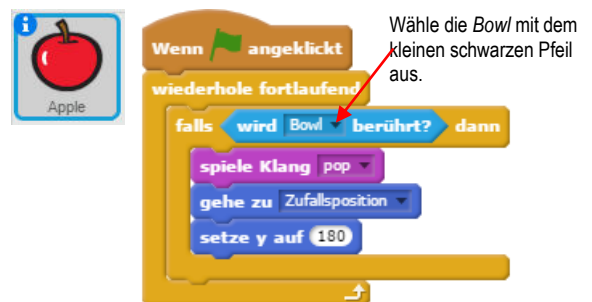 Apple
Wenn angeklickt
wiederhole fortlaufend
falls wird Bowl berührt? dann
spiele Klang pop
gehe zu Zufallsposition
setze y auf 180
Wähle die Bowl mit dem
kleinen schwarzen Pfeil
aus.